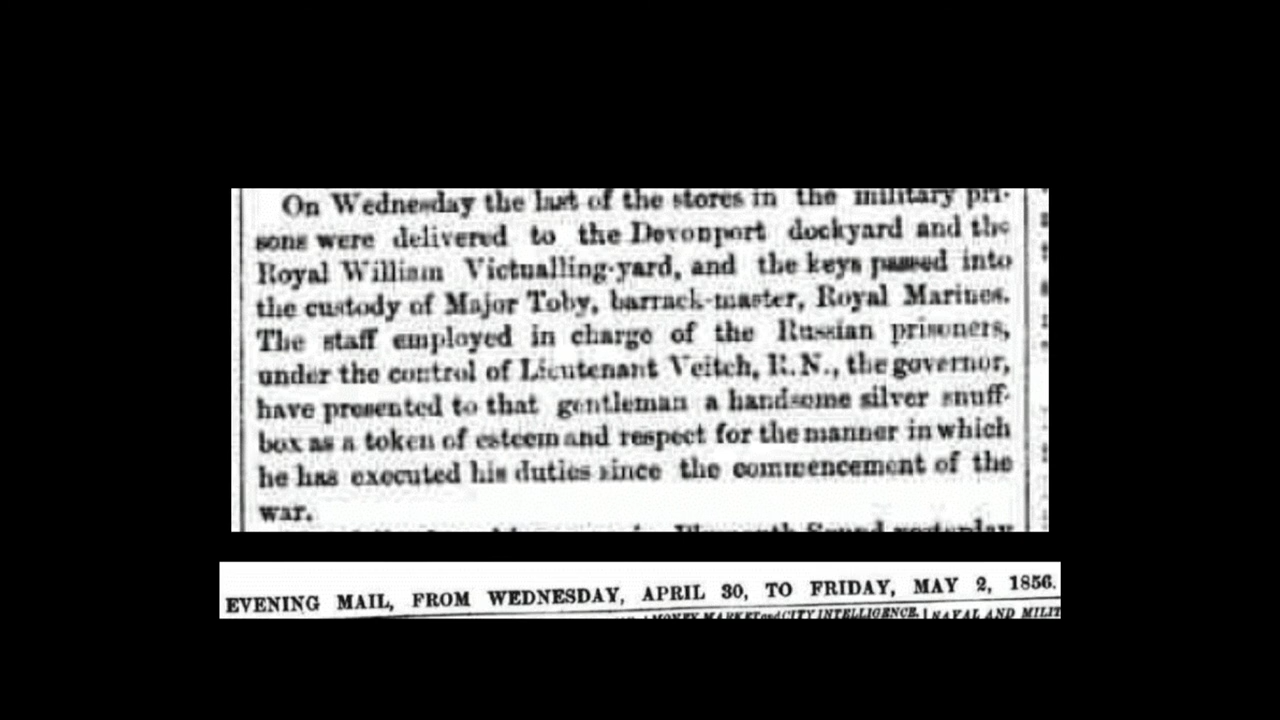 On Wednesday the last of the stores in the military pri-
sons were delivered to the Devonport dockyard and the
Royal William Victualling-yard, and the keys passed into
the custody of Major Toby, barrack-master, Royal Marines.
The staff employed in charge of the Russian prisoners,
under the control of Lieutenant Veitch, R.N., the governor,
have presented to that gentleman a handsome silver snuff-
box as a token of esteem and respect for the manner in which
he has executed his duties since the commencement of the
war.
in Plymouth Sound yesterday
EVENING MAIL, FROM WEDNESDAY, APRIL 30, TO FRIDAY, MAY 2, 1856.
MONEY MARKET and CITY INTELLIGENCE. | NAVAL AND MILIT